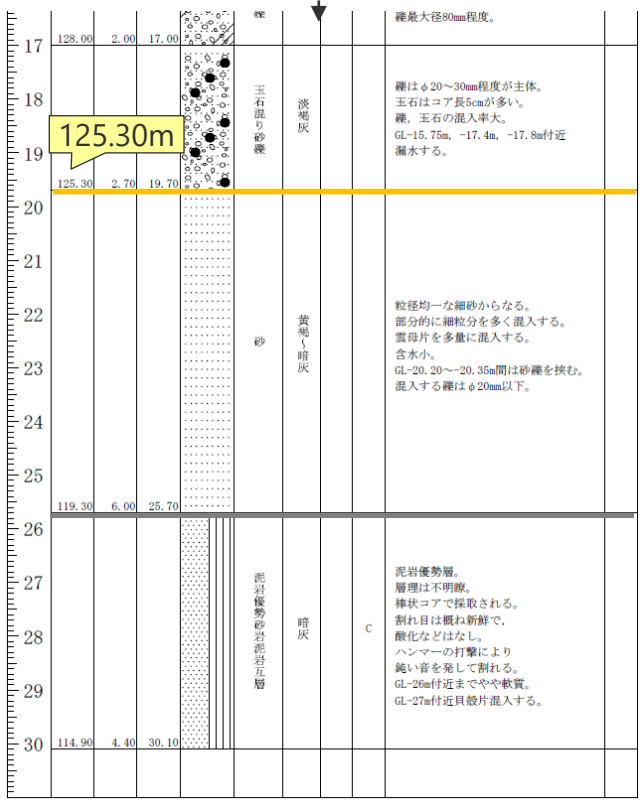 礫
礫最大径80mm程度。
17
128.00 2.00 17.00
18
19
玉石混り砂礫
淡褐灰
礫はφ20～30mm程度が主体。
玉石はコア長5cmが多い。
礫, 玉石の混入率大。
GL-15.75m, -17.4m, -17.8m付近
漏水する。
125.30m
125.30 2.70 19.70
20
21
22
23
24
25
砂
黄褐～暗灰
粒径均一な細砂からなる。
部分的に細粒分を多く混入する。
雲母片を多量に混入する。
含水小。
GL-20.20～-20.35m間は砂礫を挟む。
混入する礫はφ20mm以下。
119.30 6.00 25.70
26
27
28
29
泥岩優勢砂岩泥岩互層
暗灰
C
泥岩優勢層。
層理は不明瞭。
棒状コアで採取される。
割れ目は概ね新鮮で,
酸化などはなし。
ハンマーの打撃により
鈍い音を発して割れる。
GL-26m付近までやや軟質。
GL-27m付近貝殻片混入する。
30
114.90 4.40 30.10